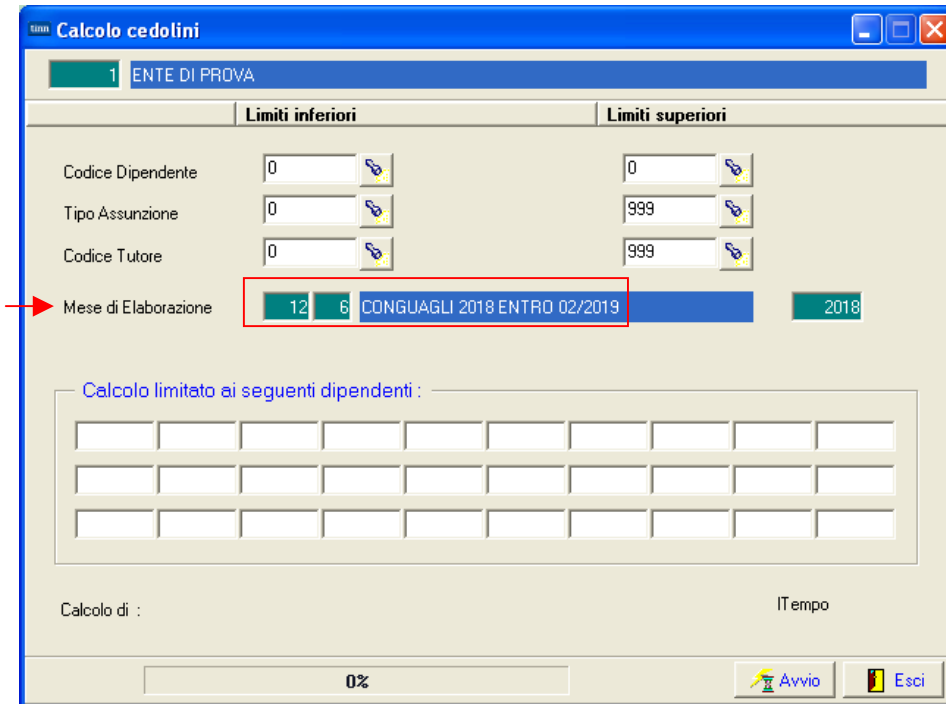 tinn Calcolo cedolini
1 ENTE DI PROVA
Limiti inferiori Limiti superiori
Codice Dipendente 0 0
Tipo Assunzione 0 999
Codice Tutore 0 999
Mese di Elaborazione 12 6 CONGUAGLI 2018 ENTRO 02/2019 2018
Calcolo limitato ai seguenti dipendenti :
Calcolo di : lTempo
0% Avvio Esci